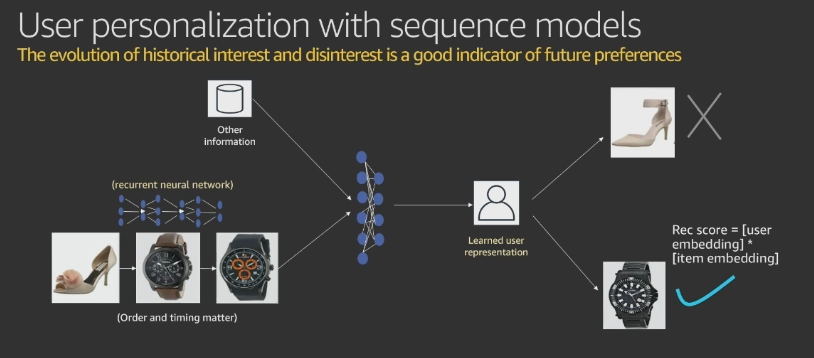 User personalization with sequence models
The evolution of historical interest and disinterest is a good indicator of future preferences
Other
information
(recurrent neural network)
(Order and timing matter)
Learned user
representation
Rec score = [user
embedding] *
[item embedding]